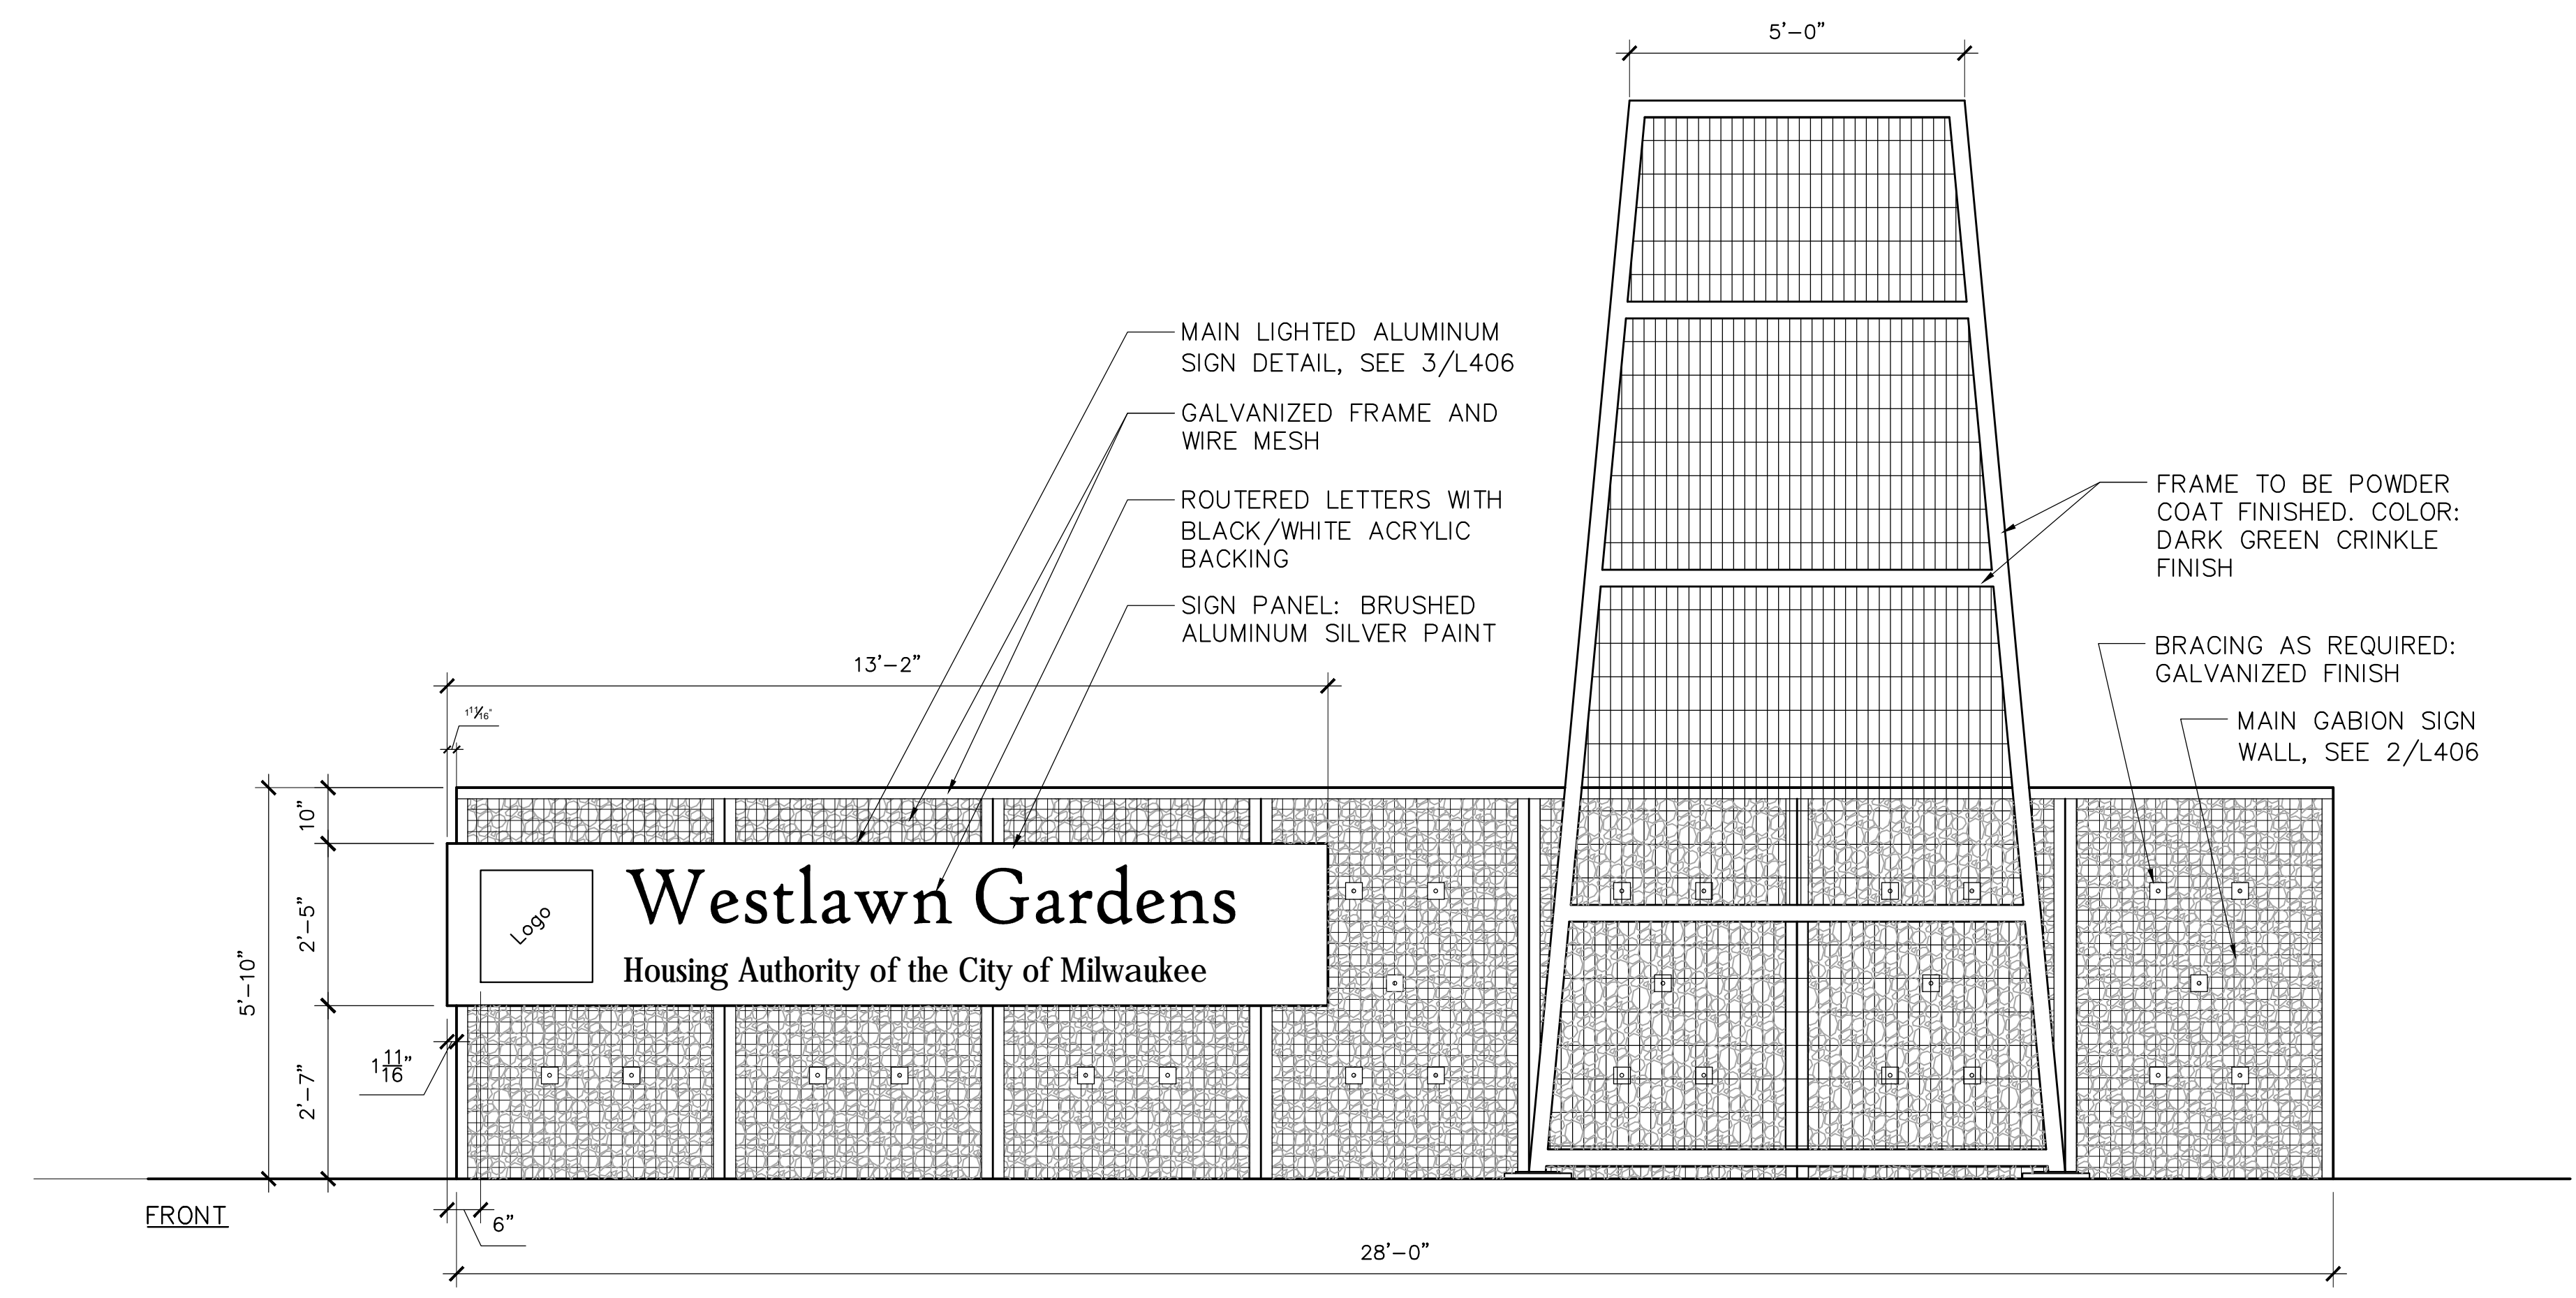 5'-0"
MAIN LIGHTED ALUMINUM
SIGN DETAIL, SEE 3/L406
GALVANIZED FRAME AND
WIRE MESH
ROUTERED LETTERS WITH
BLACK/WHITE ACRYLIC
BACKING
SIGN PANEL: BRUSHED
ALUMINUM SILVER PAINT
FRAME TO BE POWDER
COAT FINISHED. COLOR:
DARK GREEN CRINKLE
FINISH
BRACING AS REQUIRED:
GALVANIZED FINISH
MAIN GABION SIGN
WALL, SEE 2/L406
13'-2"
1 11/16"
10"
2'-5"
5'-10"
2'-7"
1 11/16"
Logo
Westlawn Gardens
Housing Authority of the City of Milwaukee
FRONT
6"
28'-0"